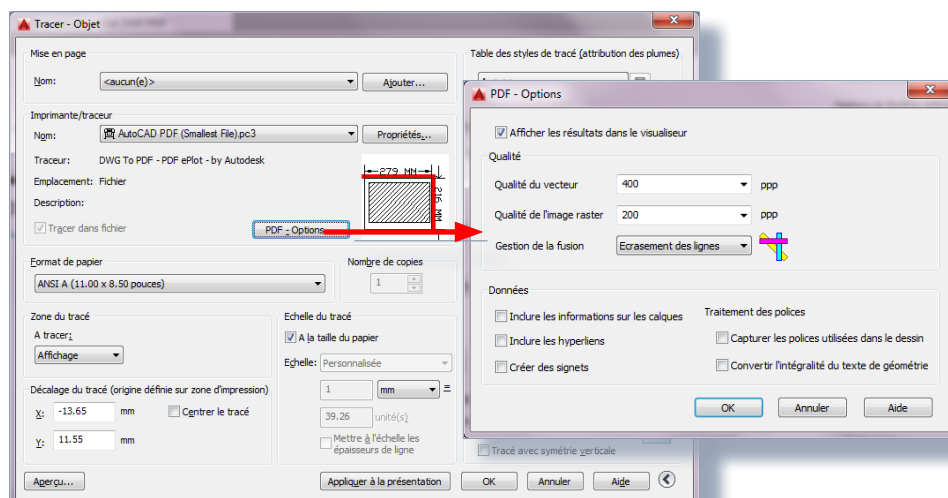 Tracer - Objet
Mise en page
Nom:
<aucun(e)>
Ajouter...
Table des styles de tracé (attribution des plumes)
Imprimante/traceur
Nom:
AutoCAD PDF (Smallest File).pc3
Propriétés...
Traceur:
DWG To PDF - PDF ePlot - by Autodesk
Emplacement:
Fichier
Description:
Tracer dans fichier
PDF - Options
279 MM
216 MM
Format de papier
ANSI A (11.00 x 8.50 pouces)
Nombre de copies
1
Zone du tracé
A tracer:
Affichage
Décalage du tracé (origine définie sur zone d'impression)
X:
-13.65
mm
Centrer le tracé
Y:
11.55
mm
Echelle du tracé
A la taille du papier
Echelle:
Personnalisée
1
mm
=
39.26
unité(s)
Mettre à l'échelle les
épaisseurs de ligne
Tracé avec symétrie verticale
Aperçu...
Appliquer à la présentation
OK
Annuler
Aide
PDF - Options
Afficher les résultats dans le visualiseur
Qualité
Qualité du vecteur
400
ppp
Qualité de l'image raster
200
ppp
Gestion de la fusion
Ecrasement des lignes
Données
Inclure les informations sur les calques
Inclure les hyperliens
Créer des signets
Traitement des polices
Capturer les polices utilisées dans le dessin
Convertir l'intégralité du texte de géométrie
OK
Annuler
Aide